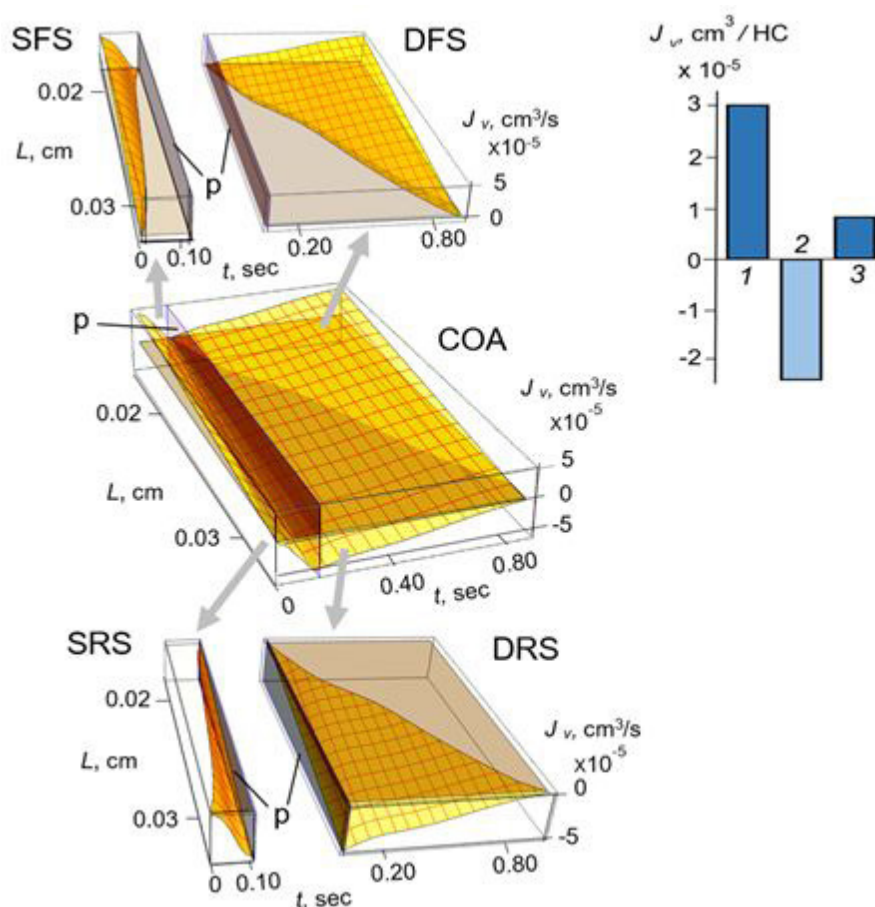 SFS
DFS
J v, cm³/s
x10⁻⁵
0.02
L, cm
p
5
0
0.03
0
0.10
0.20
0.80
t, sec
J v, cm³/HC
x 10⁻⁵
3
2
1
0
-1
-2
1
2
3
p
COA
J v, cm³/s
x10⁻⁵
0.02
5
0
-5
L, cm
0.03
0
0.40
0.80
t, sec
SRS
DRS
J v, cm³/s
x10⁻⁵
0.02
L, cm
p
0
-5
0.03
0
0.10
0.20
0.80
t, sec